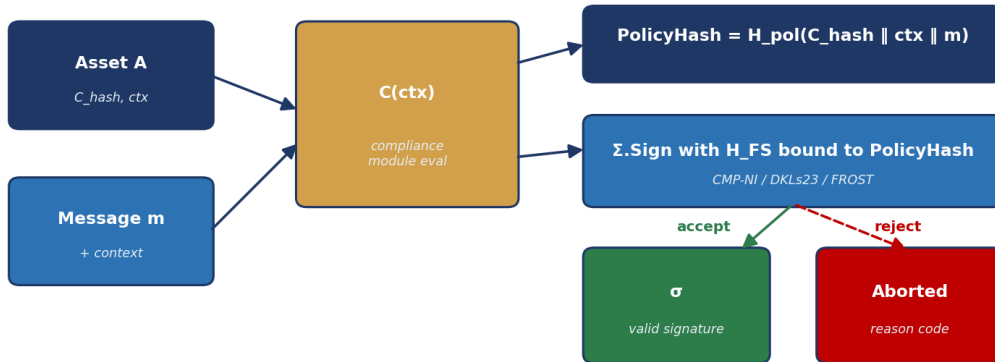 Asset A
C_hash, ctx
Message m
+ context
C(ctx)
compliance
module eval
PolicyHash = H_pol(C_hash ‖ ctx ‖ m)
Σ.Sign with H_FS bound to PolicyHash
CMP-NI / DKLs23 / FROST
accept
reject
σ
valid signature
Aborted
reason code